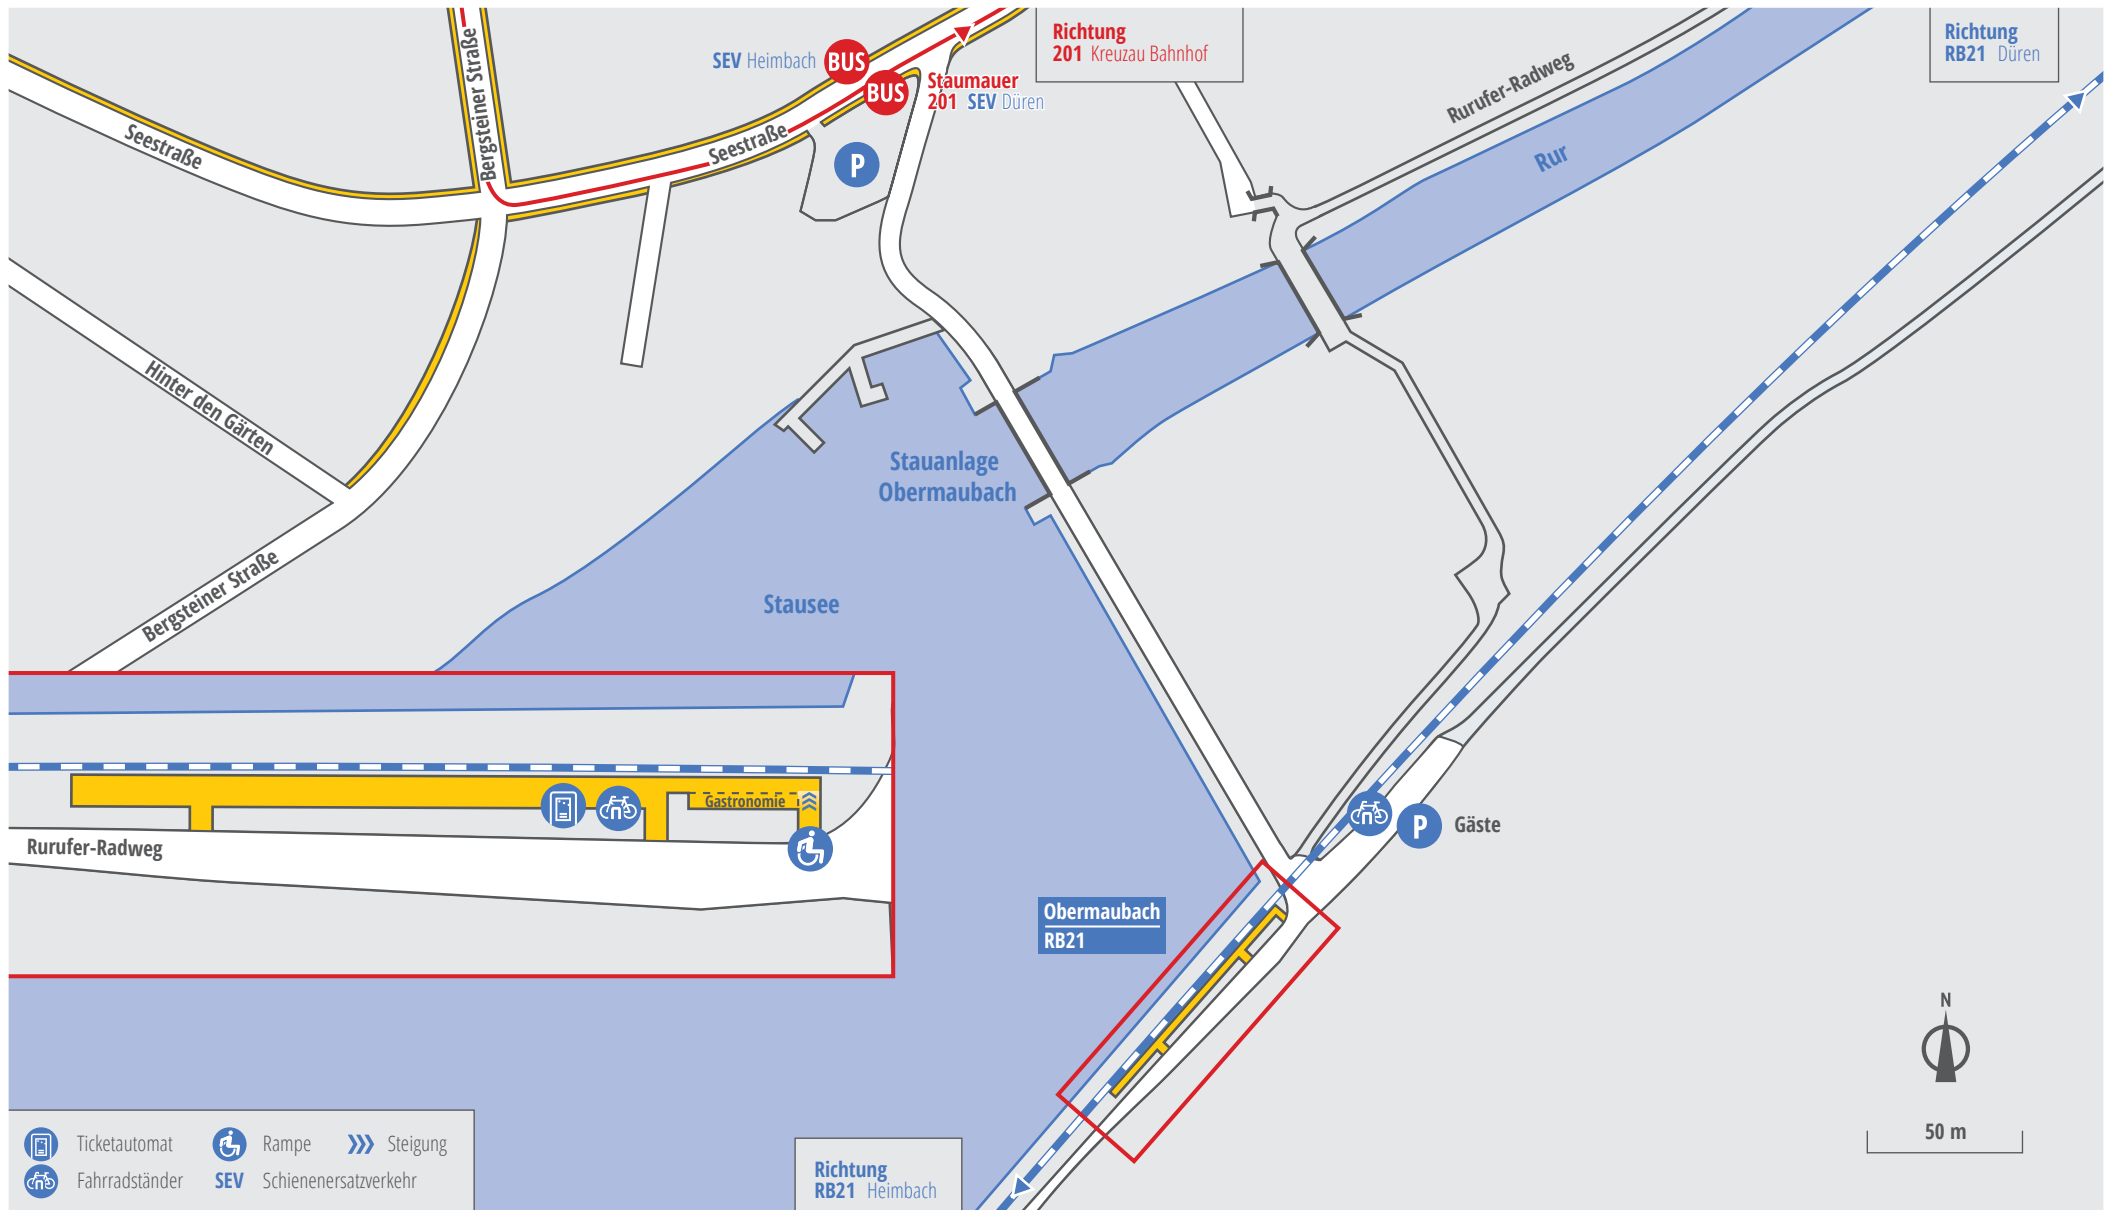 Richtung
201 Kreuzau Bahnhof
Richtung
RB21 Düren
SEV Heimbach
BUS
BUS
Staumauer
201 SEV Düren
Bergsteiner Straße
Bergsteiner Straße
Seestraße
Seestraße
P
Rurufer-Radweg
Rur
Hinter den Gärten
Stauanlage
Obermaubach
Bergsteiner Straße
Stausee
Gastronomie
Rurufer-Radweg
P
Gäste
Obermaubach
RB21
N
50 m
Ticketautomat
Rampe
Steigung
Fahrradständer
SEV
Schienenersatzverkehr
Richtung
RB21 Heimbach